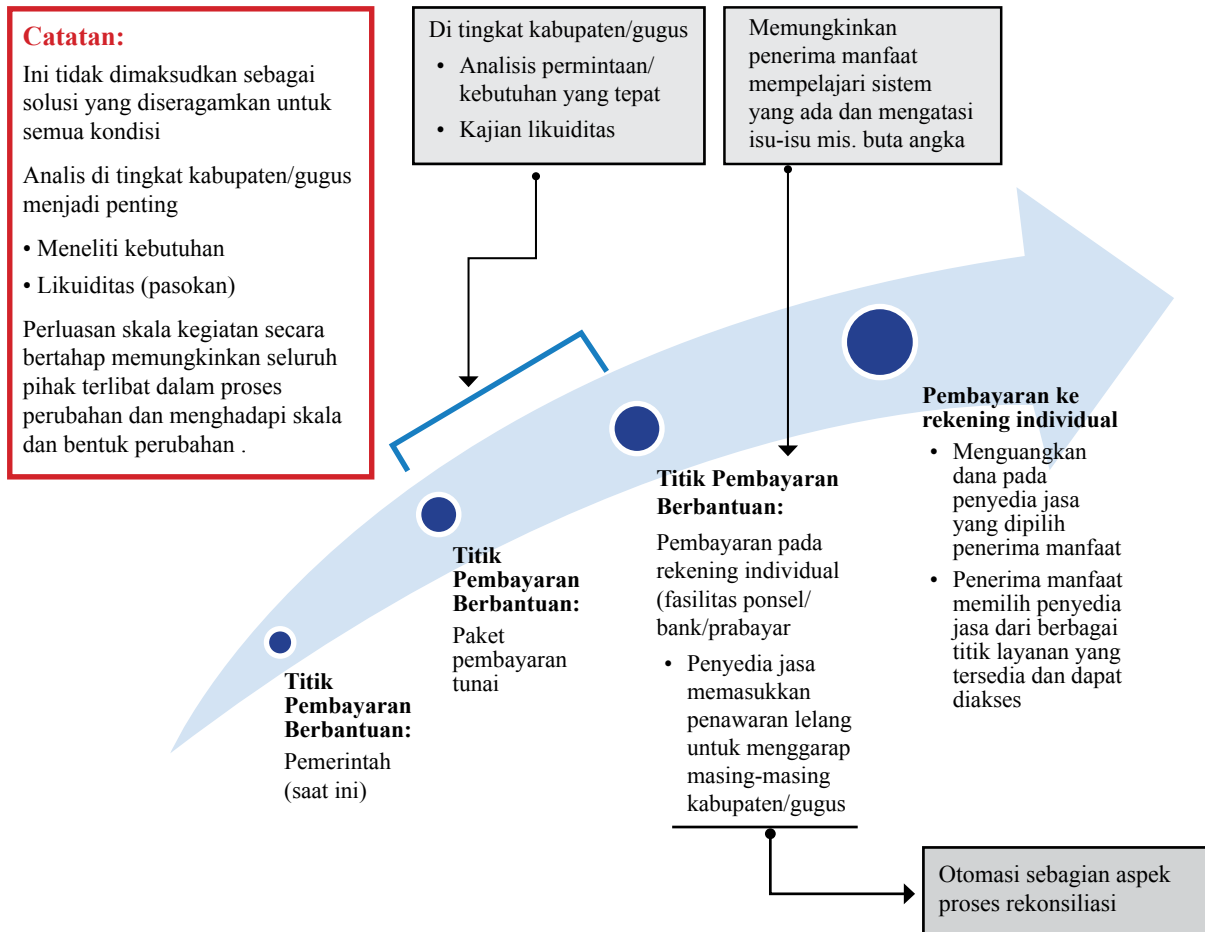 Catatan:
Ini tidak dimaksudkan sebagai
solusi yang diseragamkan untuk
semua kondisi
Analis di tingkat kabupaten/gugus
menjadi penting
• Meneliti kebutuhan
• Likuiditas (pasokan)
Perluasan skala kegiatan secara
bertahap memungkinkan seluruh
pihak terlibat dalam proses
perubahan dan menghadapi skala
dan bentuk perubahan .
Di tingkat kabupaten/gugus
• Analisis permintaan/
kebutuhan yang tepat
• Kajian likuiditas
Memungkinkan
penerima manfaat
mempelajari sistem
yang ada dan mengatasi
isu-isu mis. buta angka
Titik
Pembayaran
Berbantuan:
Pemerintah
(saat ini)
Titik
Pembayaran
Berbantuan:
Paket
pembayaran
tunai
Titik Pembayaran
Berbantuan:
Pembayaran pada
rekening individual
(fasilitas ponsel/
bank/prabayar
• Penyedia jasa
memasukkan
penawaran lelang
untuk menggarap
masing-masing
kabupaten/gugus
Pembayaran ke
rekening individual
• Menguangkan
dana pada
penyedia jasa
yang dipilih
penerima manfaat
• Penerima manfaat
memilih penyedia
jasa dari berbagai
titik layanan yang
tersedia dan dapat
diakses
Otomasi sebagian aspek
proses rekonsiliasi